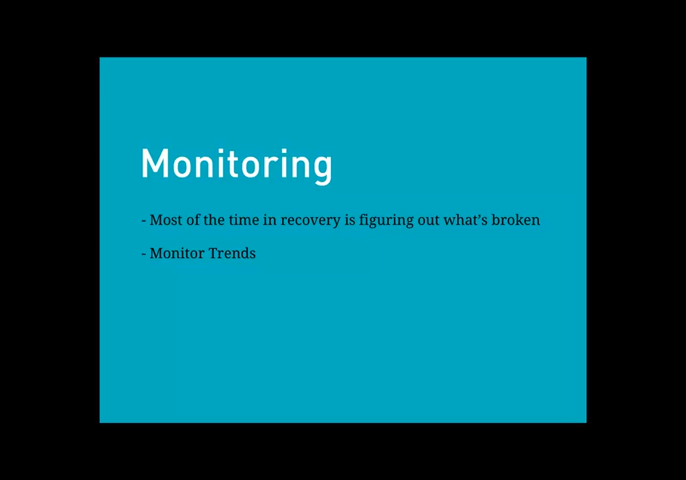 Monitoring
- Most of the time in recovery is figuring out what’s broken
- Monitor Trends